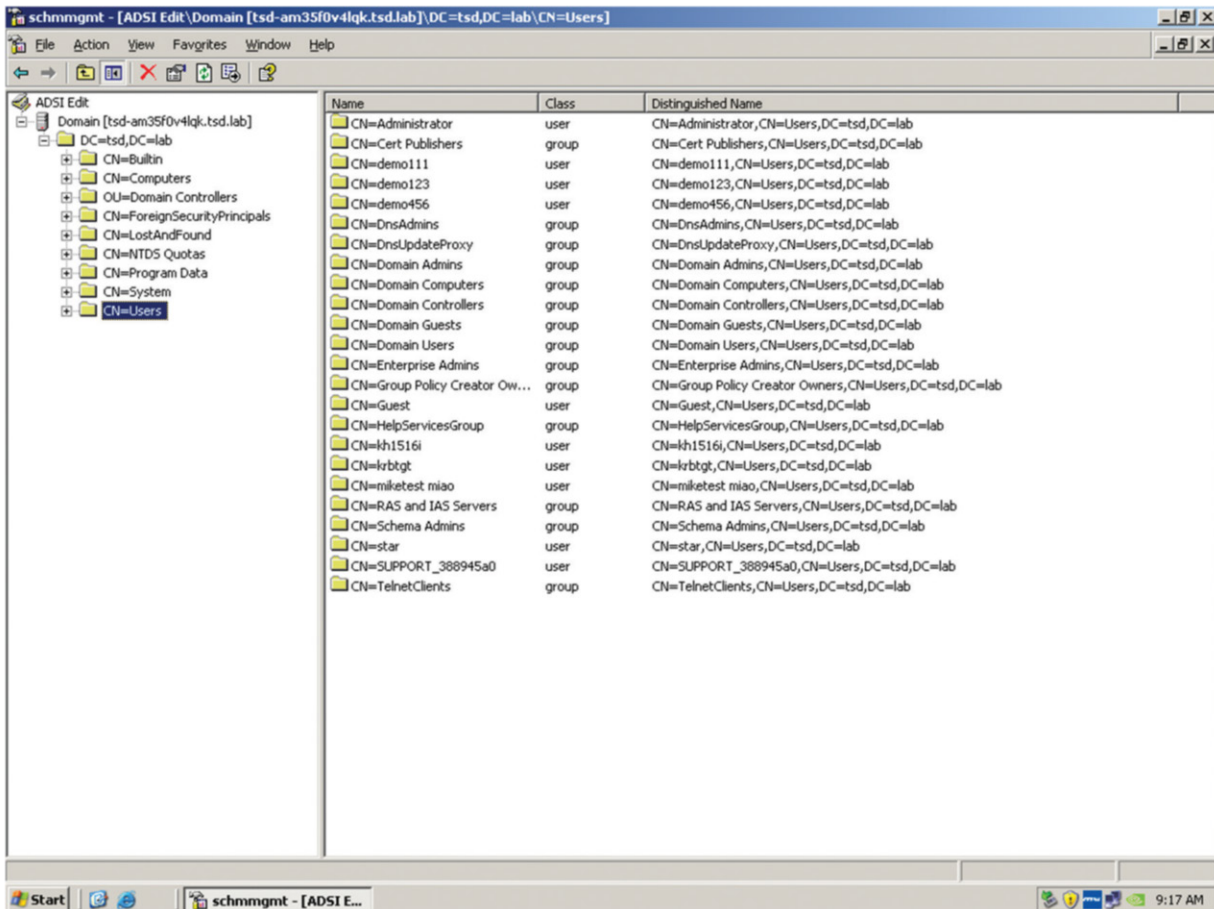 schmmgmt - [ADSI Edit\Domain [tsd-am35f0v4lqk.tsd.lab]\DC=tsd,DC=lab\CN=Users]
File Action View Favorites Window Help
ADSI Edit
Domain [tsd-am35f0v4lqk.tsd.lab]
DC=tsd,DC=lab
CN=Builtin
CN=Computers
OU=Domain Controllers
CN=ForeignSecurityPrincipals
CN=LostAndFound
CN=NTDS Quotas
CN=Program Data
CN=System
CN=Users
Name Class Distinguished Name
CN=Administrator user CN=Administrator,CN=Users,DC=tsd,DC=lab
CN=Cert Publishers group CN=Cert Publishers,CN=Users,DC=tsd,DC=lab
CN=demo111 user CN=demo111,CN=Users,DC=tsd,DC=lab
CN=demo123 user CN=demo123,CN=Users,DC=tsd,DC=lab
CN=demo456 user CN=demo456,CN=Users,DC=tsd,DC=lab
CN=DnsAdmins group CN=DnsAdmins,CN=Users,DC=tsd,DC=lab
CN=DnsUpdateProxy group CN=DnsUpdateProxy,CN=Users,DC=tsd,DC=lab
CN=Domain Admins group CN=Domain Admins,CN=Users,DC=tsd,DC=lab
CN=Domain Computers group CN=Domain Computers,CN=Users,DC=tsd,DC=lab
CN=Domain Controllers group CN=Domain Controllers,CN=Users,DC=tsd,DC=lab
CN=Domain Guests group CN=Domain Guests,CN=Users,DC=tsd,DC=lab
CN=Domain Users group CN=Domain Users,CN=Users,DC=tsd,DC=lab
CN=Enterprise Admins group CN=Enterprise Admins,CN=Users,DC=tsd,DC=lab
CN=Group Policy Creator Ow... group CN=Group Policy Creator Owners,CN=Users,DC=tsd,DC=lab
CN=Guest user CN=Guest,CN=Users,DC=tsd,DC=lab
CN=HelpServicesGroup group CN=HelpServicesGroup,CN=Users,DC=tsd,DC=lab
CN=kh1516i user CN=kh1516i,CN=Users,DC=tsd,DC=lab
CN=krbtgt user CN=krbtgt,CN=Users,DC=tsd,DC=lab
CN=miketest miao user CN=miketest miao,CN=Users,DC=tsd,DC=lab
CN=RAS and IAS Servers group CN=RAS and IAS Servers,CN=Users,DC=tsd,DC=lab
CN=Schema Admins group CN=Schema Admins,CN=Users,DC=tsd,DC=lab
CN=star user CN=star,CN=Users,DC=tsd,DC=lab
CN=SUPPORT_388945a0 user CN=SUPPORT_388945a0,CN=Users,DC=tsd,DC=lab
CN=TelnetClients group CN=TelnetClients,CN=Users,DC=tsd,DC=lab
Start schmmgmt - [ADSI E... 9:17 AM